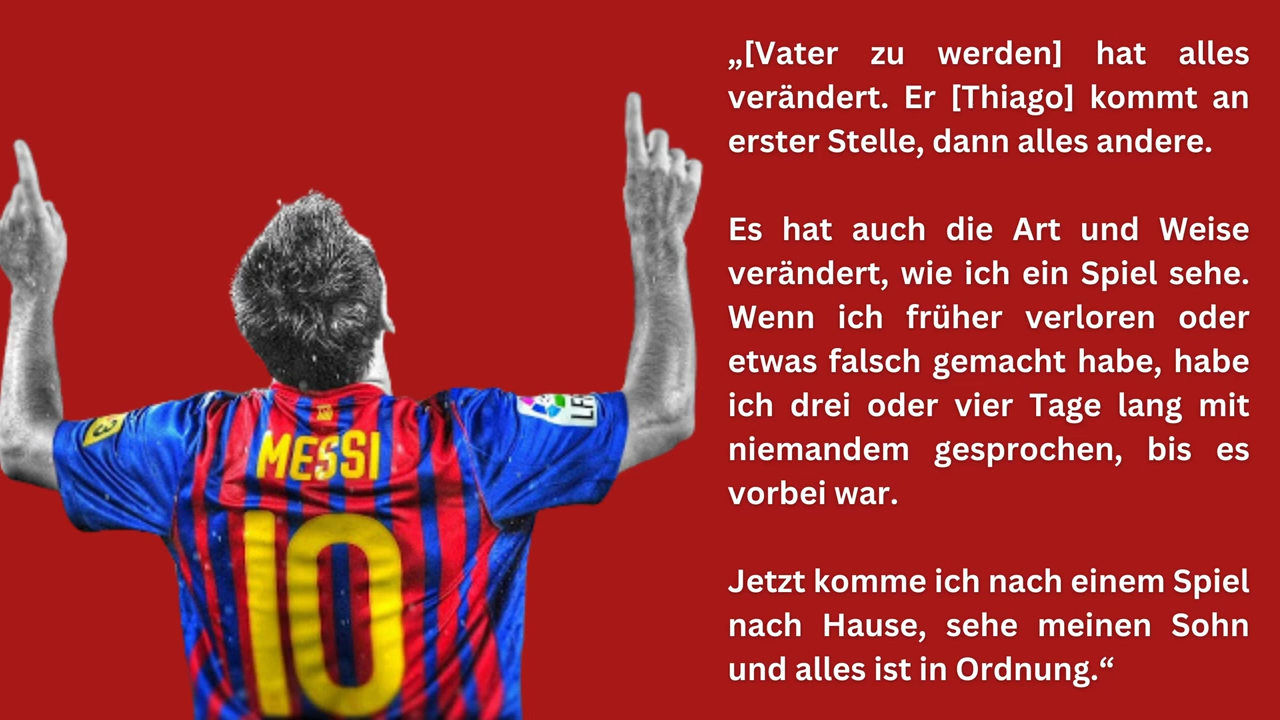 „[Vater zu werden] hat alles
verändert. Er [Thiago] kommt an
erster Stelle, dann alles andere.
Es hat auch die Art und Weise
verändert, wie ich ein Spiel sehe.
Wenn ich früher verloren oder
etwas falsch gemacht habe, habe
ich drei oder vier Tage lang mit
niemandem gesprochen, bis es
vorbei war.
Jetzt komme ich nach einem Spiel
nach Hause, sehe meinen Sohn
und alles ist in Ordnung.“
MESSI
10